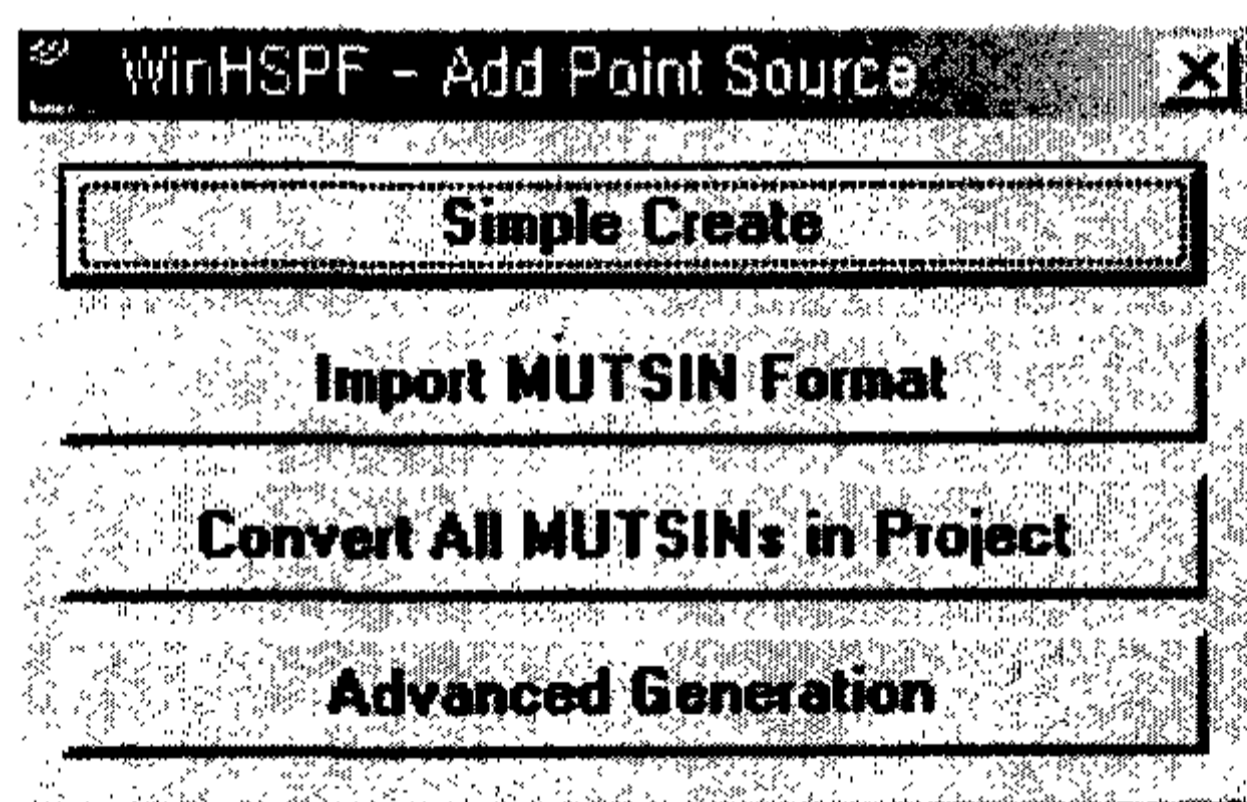 WinHSPF - Add Point Source
Simple Create
Import MUTSIN Format
Convert All MUTSINs in Project
Advanced Generation